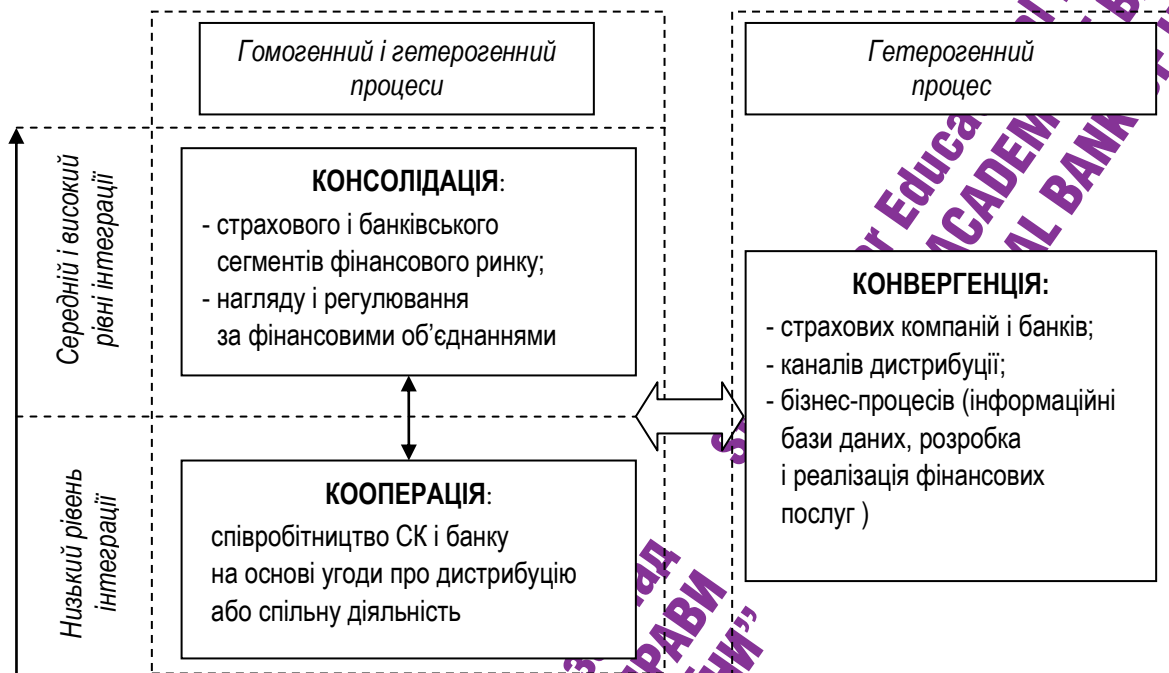 Гомогенний і гетерогенний
процеси
Гетерогенний
процес
Середній і високий
рівні інтеграції
КОНСОЛІДАЦІЯ:
- страхового і банківського
сегментів фінансового ринку;
- нагляду і регулювання
за фінансовими об’єднаннями
КОНВЕРГЕНЦІЯ:
- страхових компаній і банків;
- каналів дистрибуції;
- бізнес-процесів (інформаційні
бази даних, розробка
і реалізація фінансових
послуг )
Низький рівень
інтеграції
КООПЕРАЦІЯ:
співробітництво СК і банку
на основі угоди про дистрибуцію
або спільну діяльність